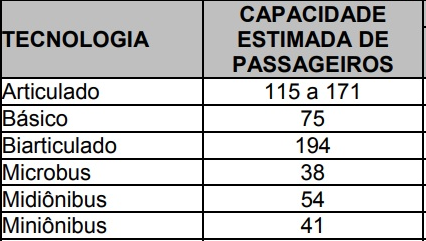 TECNOLOGIA
CAPACIDADE
ESTIMADA DE
PASSAGEIROS
Articulado 115 a 171
Básico 75
Biarticulado 194
Microbus 38
Midiônibus 54
Miniônibus 41